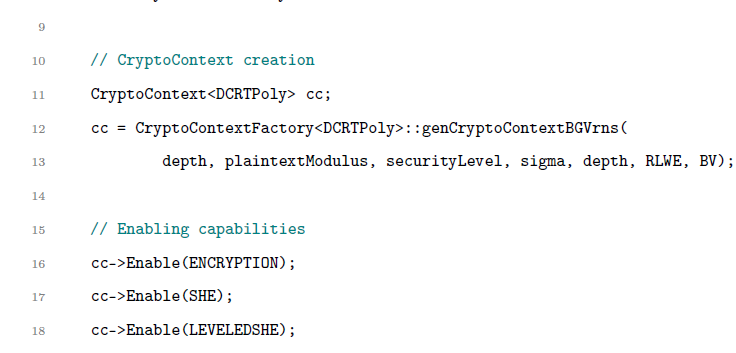 9
10 // CryptoContext creation
11 CryptoContext<DCRTPoly> cc;
12 cc = CryptoContextFactory<DCRTPoly>::genCryptoContextBGVrns(
13 depth, plaintextModulus, securityLevel, sigma, depth, RLWE, BV);
14
15 // Enabling capabilities
16 cc->Enable(ENCRYPTION);
17 cc->Enable(SHE);
18 cc->Enable(LEVELEDSHE);